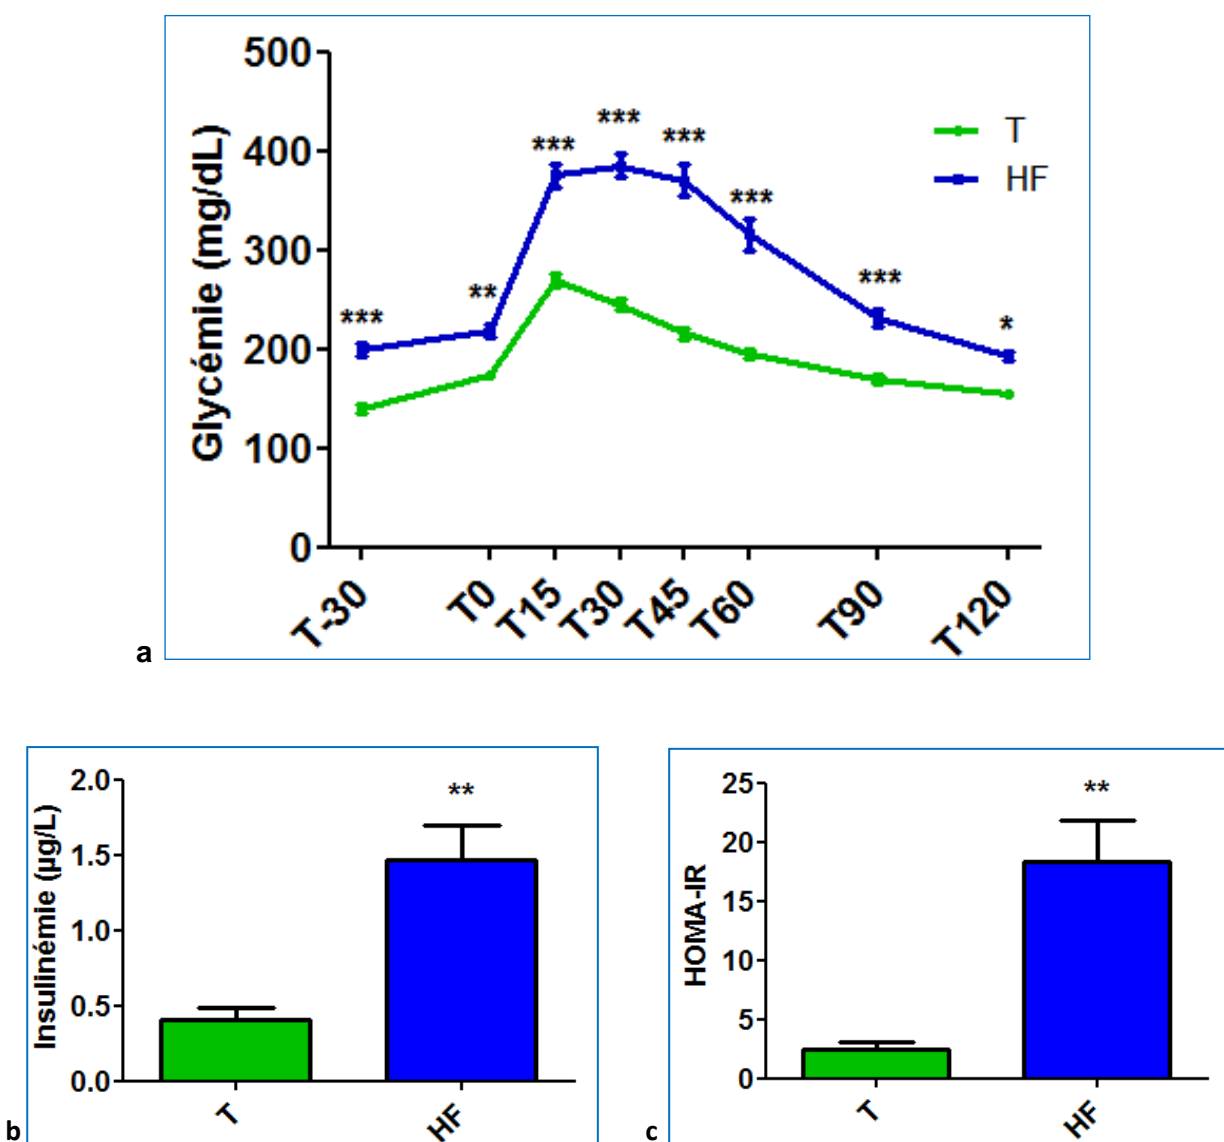 500
400
300
200
100
0
Glycémie (mg/dL)
***
**
***
***
***
***
***
*
T
HF
T-30
T0
T15
T30
T45
T60
T90
T120
a
2.0
1.5
1.0
0.5
0.0
Insulinémie (µg/L)
**
T
HF
b
25
20
15
10
5
0
HOMA-IR
**
T
HF
c